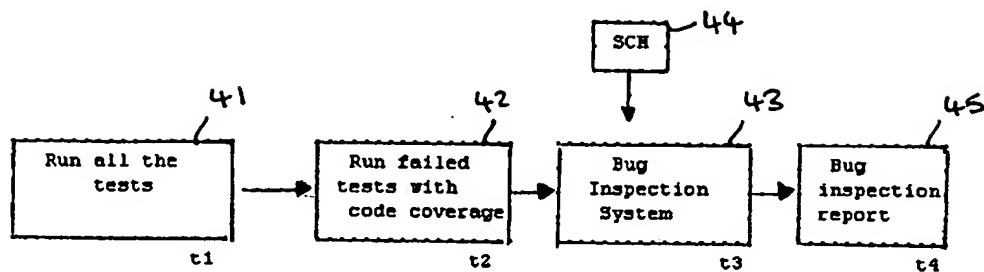 44
SCM
41
42
43
45
Run all the
tests
Run failed
tests with
code coverage
Bug
Inspection
System
Bug
inspection
report
t1
t2
t3
t4